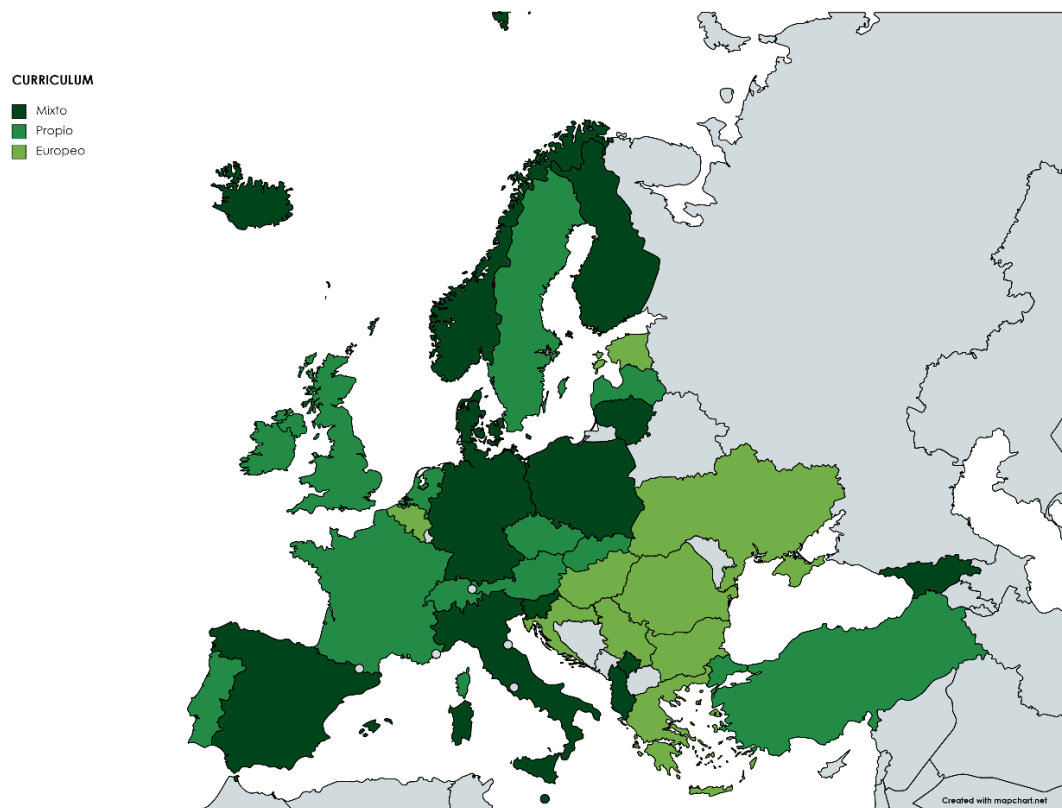 CURRICULUM
Mixto
Propio
Europeo
Created with mapchart.net